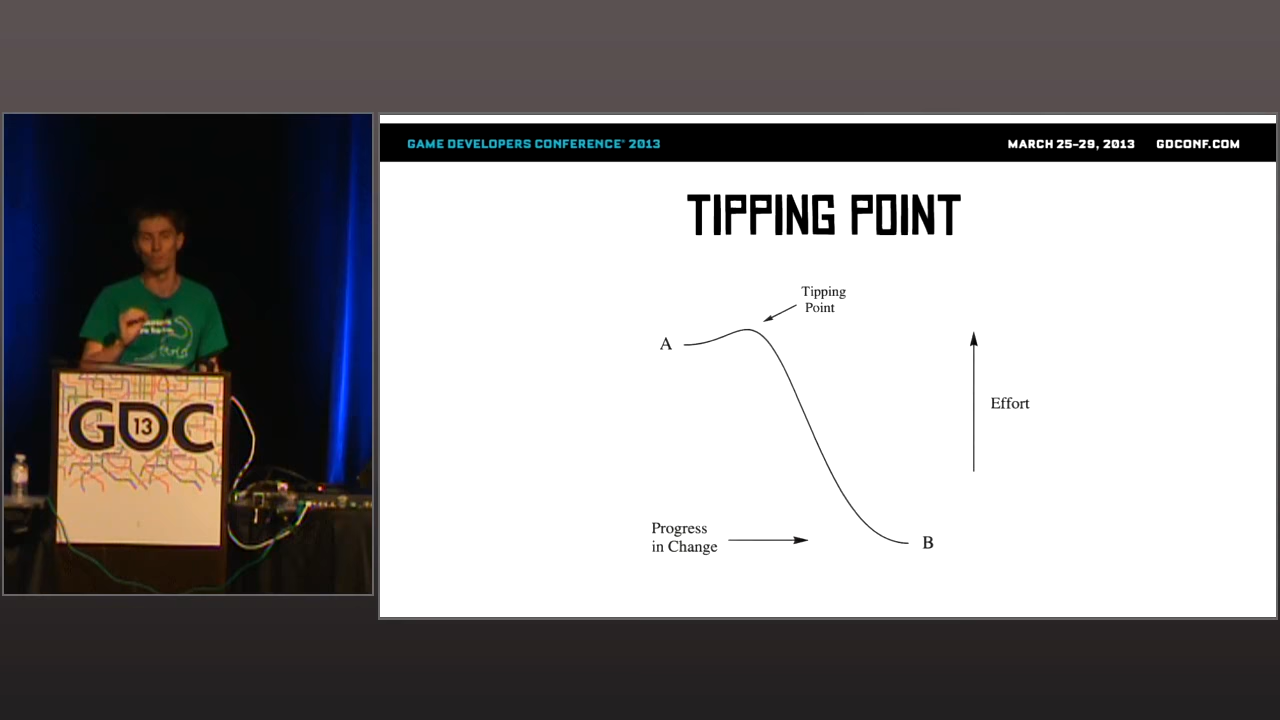 GAME DEVELOPERS CONFERENCE® 2013
MARCH 25-29, 2013 GDCONF.COM
TIPPING POINT
Tipping
Point
A
Effort
Progress
in Change
B
GDC
13